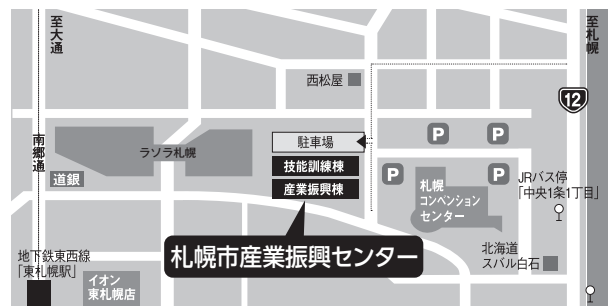 至大通
至札幌
西松屋
12
駐車場
P
P
南郷通
ラソラ札幌
技能訓練棟
道銀
産業振興棟
P
P
札幌
コンベンション
センター
JRバス停
「中央1条1丁目」
札幌市産業振興センター
地下鉄東西線
「東札幌駅」
イオン
東札幌店
北海道
スバル白石